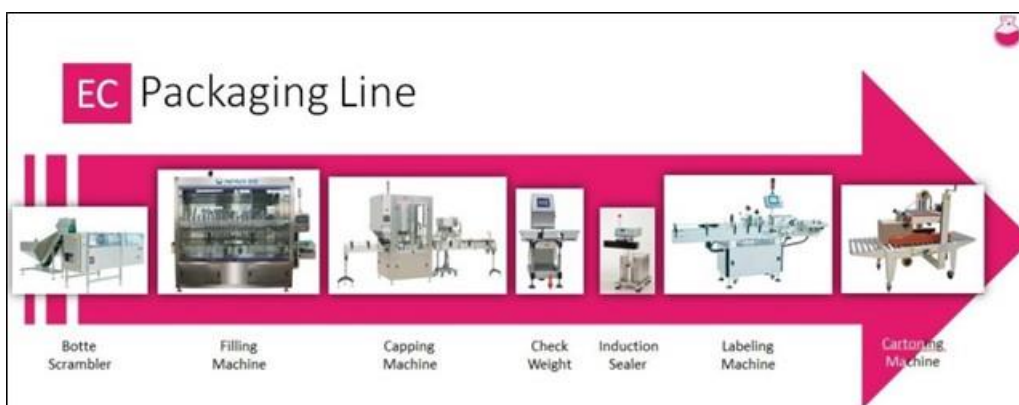 EC Packaging Line
Botte
Scrambler
Filling
Machine
Capping
Machine
Check
Weight
Induction
Sealer
Labeling
Machine
Cartoning
Machine